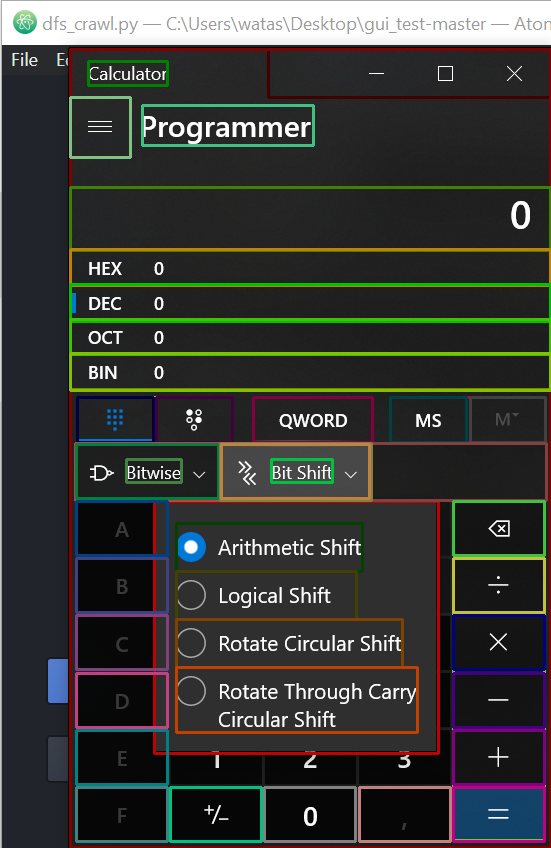 dfs_crawl.py — C:\Users\watas\Desktop\gui_test-master — Atom
File
Calculator
Programmer
0
HEX 0
DEC 0
OCT 0
BIN 0
QWORD MS M
Bitwise Bit Shift
A
Arithmetic Shift
B
Logical Shift
÷
C
Rotate Circular Shift
×
D
Rotate Through Carry
Circular Shift
−
E 1 2 3 +
F +/− 0 , =